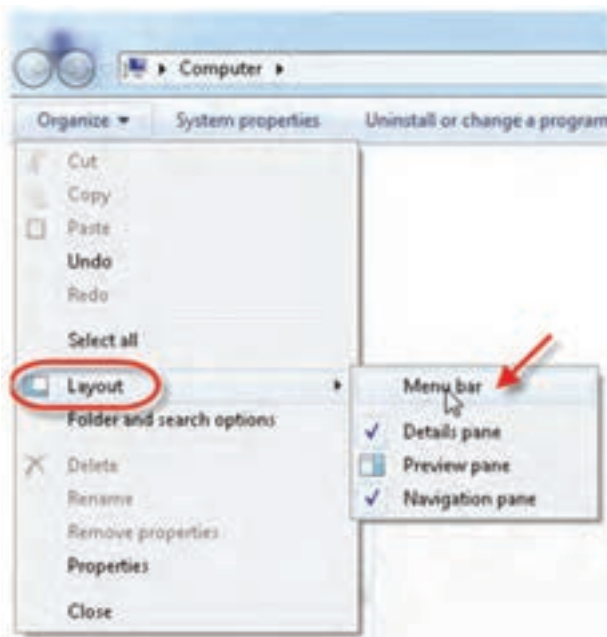 Computer
Organize System properties Uninstall or change a program
Cut
Copy
Paste
Undo
Redo
Select all
Layout
Folder and search options
Delete
Rename
Remove properties
Properties
Close
Menu bar
Details pane
Preview pane
Navigation pane